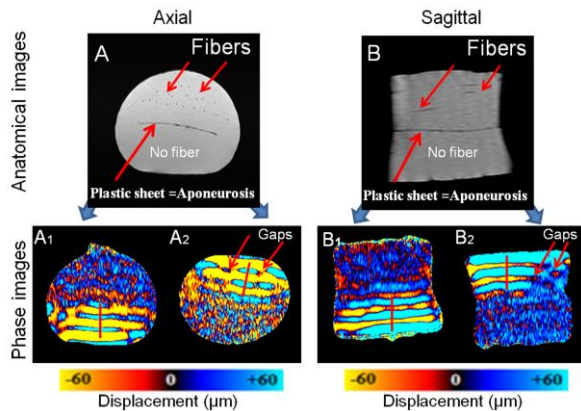 Axial
Sagittal
Anatomical images
A
Fibers
No fiber
Plastic sheet =Aponeurosis
B
Fibers
No fiber
Plastic sheet =Aponeurosis
Phase images
A1
A2
Gaps
B1
B2
Gaps
-60 0 +60
Displacement (µm)
-60 0 +60
Displacement (µm)